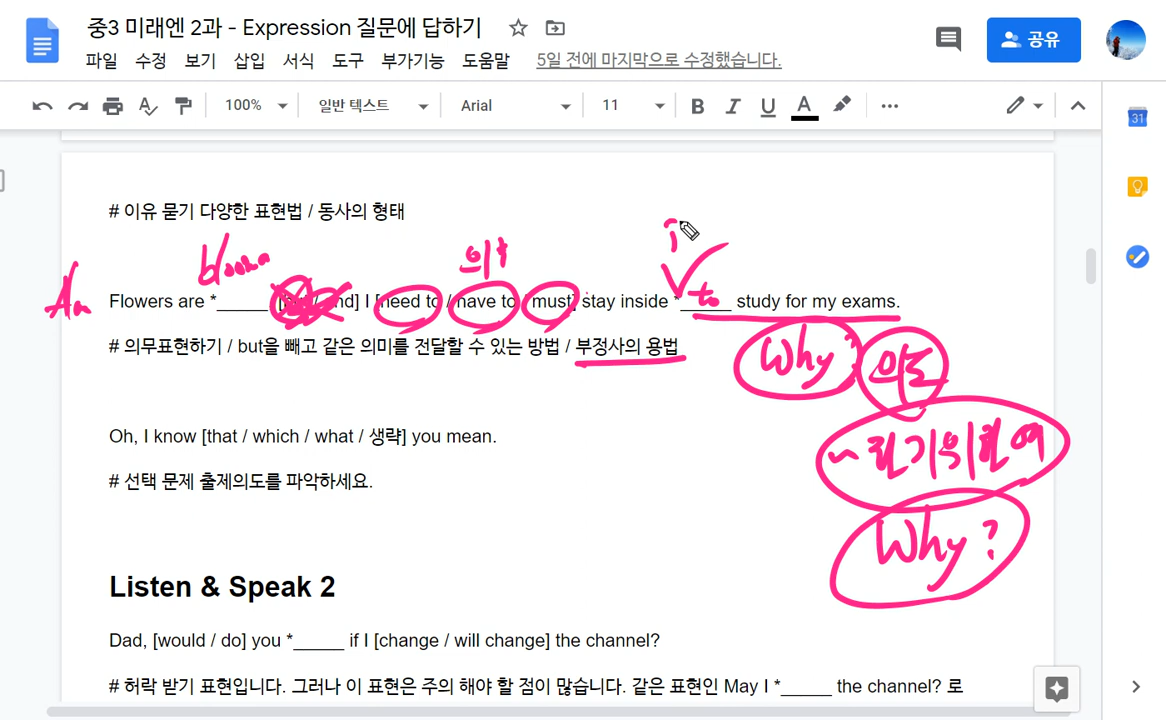 중3 미래엔 2과 - Expression 질문에 답하기
파일 수정 보기 삽입 서식 도구 부가기능 도움말 5일 전에 마지막으로 수정했습니다.
공유
100% 일반 텍스트 Arial 11 B I U A
31
# 이유 묻기 다양한 표현법 / 동사의 형태
의무
Flowers are *_____ / and] I [need to / have to / must] stay inside *_____ to study for my exams.
# 의무표현하기 / but을 빼고 같은 의미를 전달할 수 있는 방법 / 부정사의 용법
Why? 의도
~ 하기위하여
Oh, I know [that / which / what / 생략] you mean.
# 선택 문제 출제의도를 파악하세요.
Why?
Listen & Speak 2
Dad, [would / do] you *_____ if I [change / will change] the channel?
# 허락 받기 표현입니다. 그러나 이 표현은 주의 해야 할 점이 많습니다. 같은 표현인 May I *_____ the channel? 로